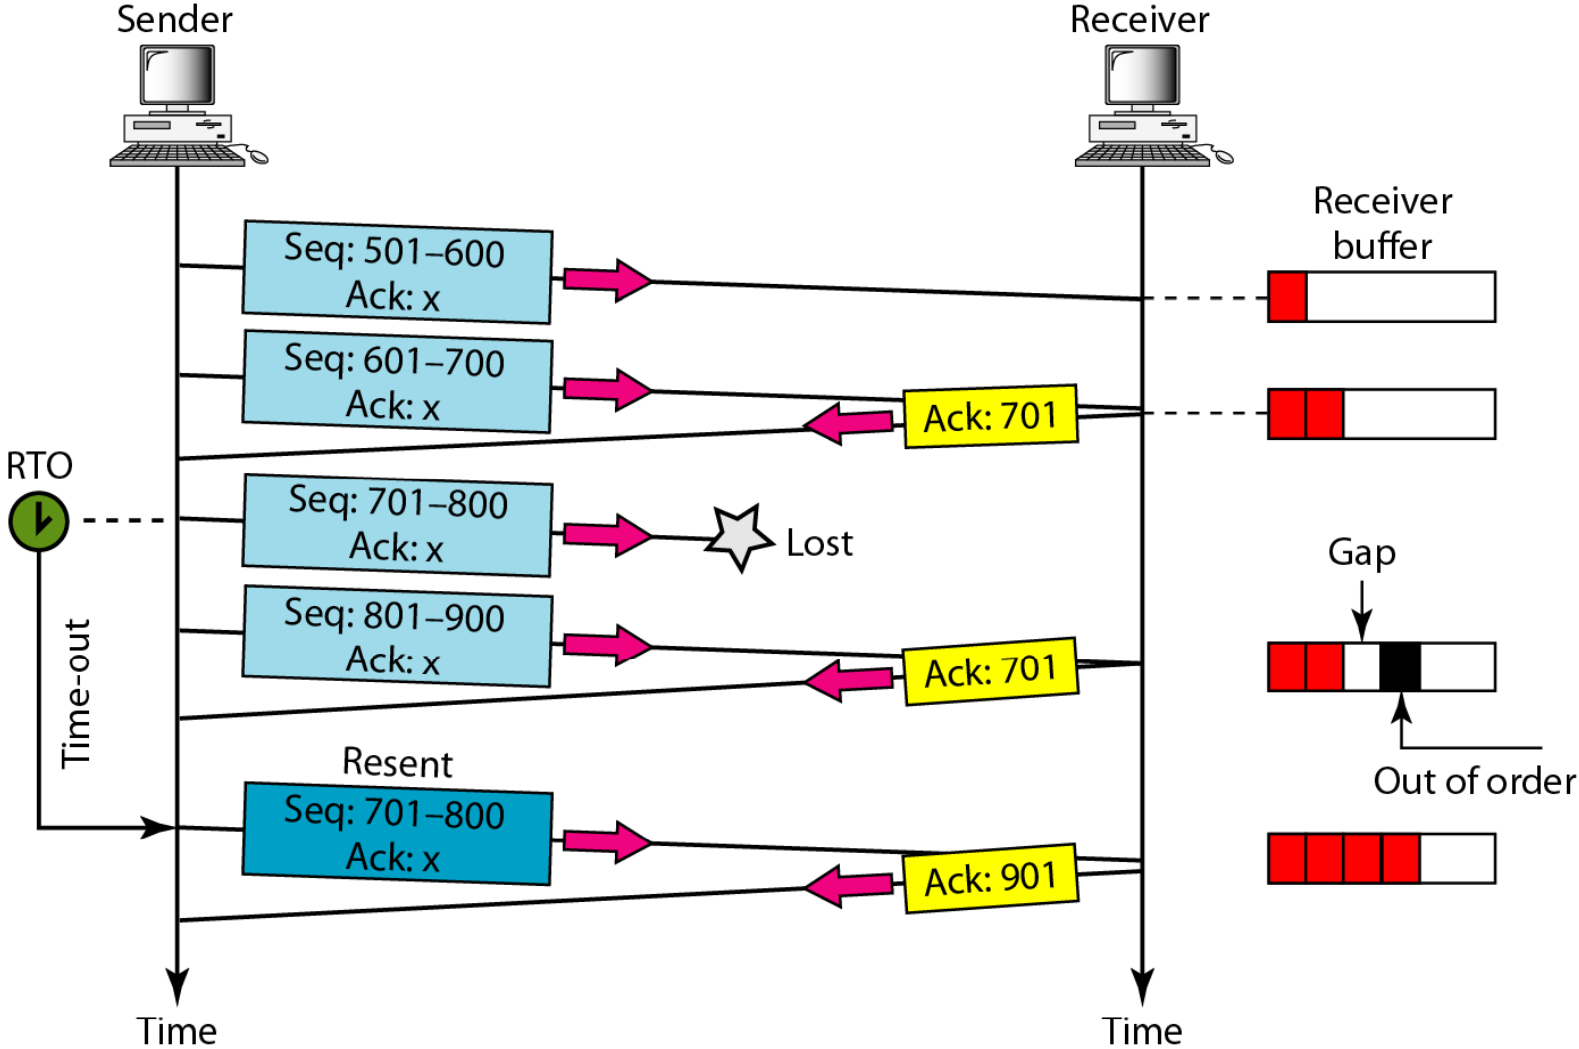 Sender
Receiver
Receiver
buffer
Seq: 501–600
Ack: x
Seq: 601–700
Ack: x
Ack: 701
RTO
Seq: 701–800
Ack: x
Lost
Gap
Seq: 801–900
Ack: x
Ack: 701
Time-out
Out of order
Resent
Seq: 701–800
Ack: x
Ack: 901
Time
Time